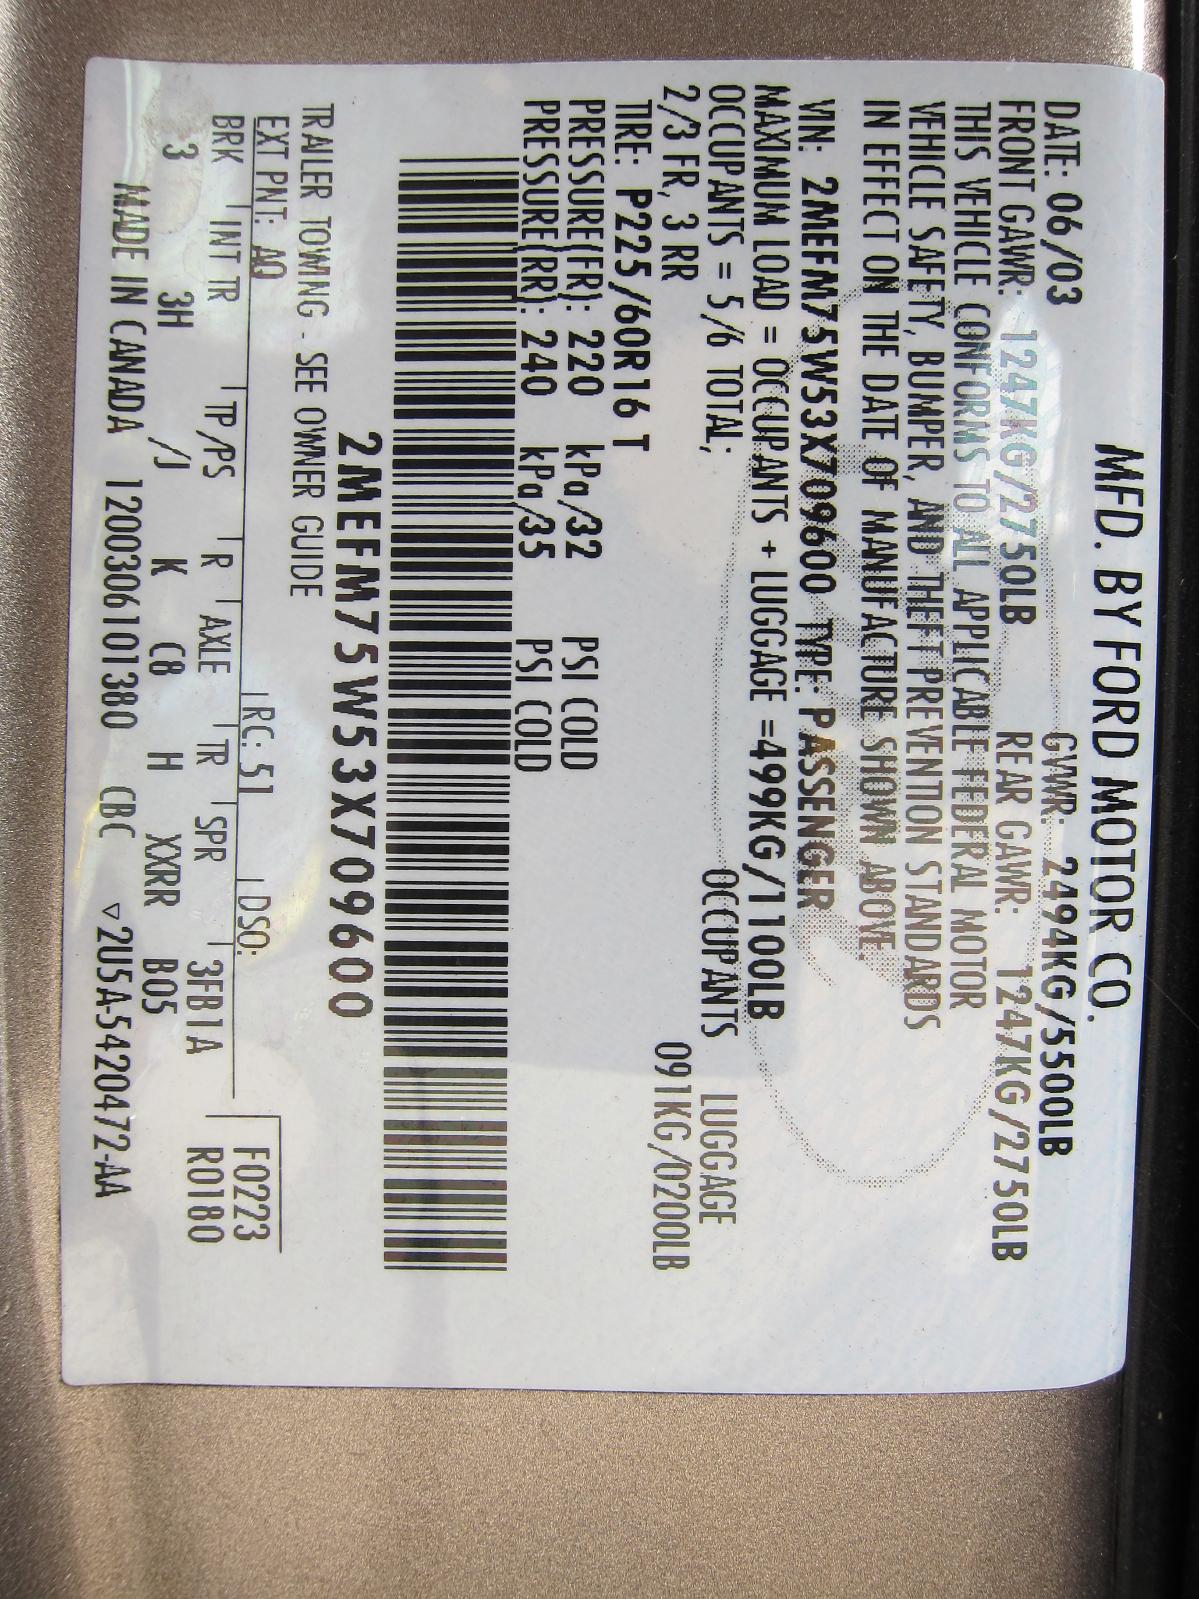 MFD. BY FORD MOTOR CO.
DATE: 06/03 GVWR: 2494KG/5500LB
FRONT GAWR: 1247KG/2750LB REAR GAWR: 1247KG/2750LB
THIS VEHICLE CONFORMS TO ALL APPLICABLE FEDERAL MOTOR
VEHICLE SAFETY, BUMPER, AND THEFT PREVENTION STANDARDS
IN EFFECT ON THE DATE OF MANUFACTURE SHOWN ABOVE.
VIN: 2MEFM75W53X709600 TYPE: PASSENGER
MAXIMUM LOAD = OCCUPANTS + LUGGAGE =499KG/1100LB
OCCUPANTS = 5/6 TOTAL; OCCUPANTS LUGGAGE
2/3 FR, 3 RR 091KG/0200LB
TIRE: P225/60R16 T
PRESSURE(FR): 220 kPa/32 PSI COLD
PRESSURE(RR): 240 kPa/35 PSI COLD
2MEFM75W53X709600
TRAILER TOWING - SEE OWNER GUIDE
EXT PNT: AQ RC: 51 DSO: F0223
BRK INT TR TP/PS R AXLE TR SPR 3FB1A R0180
3 3H /J K C8 H XXRR B05
MADE IN CANADA 1200306101380 CBC ▽2U5A-5420472-AA